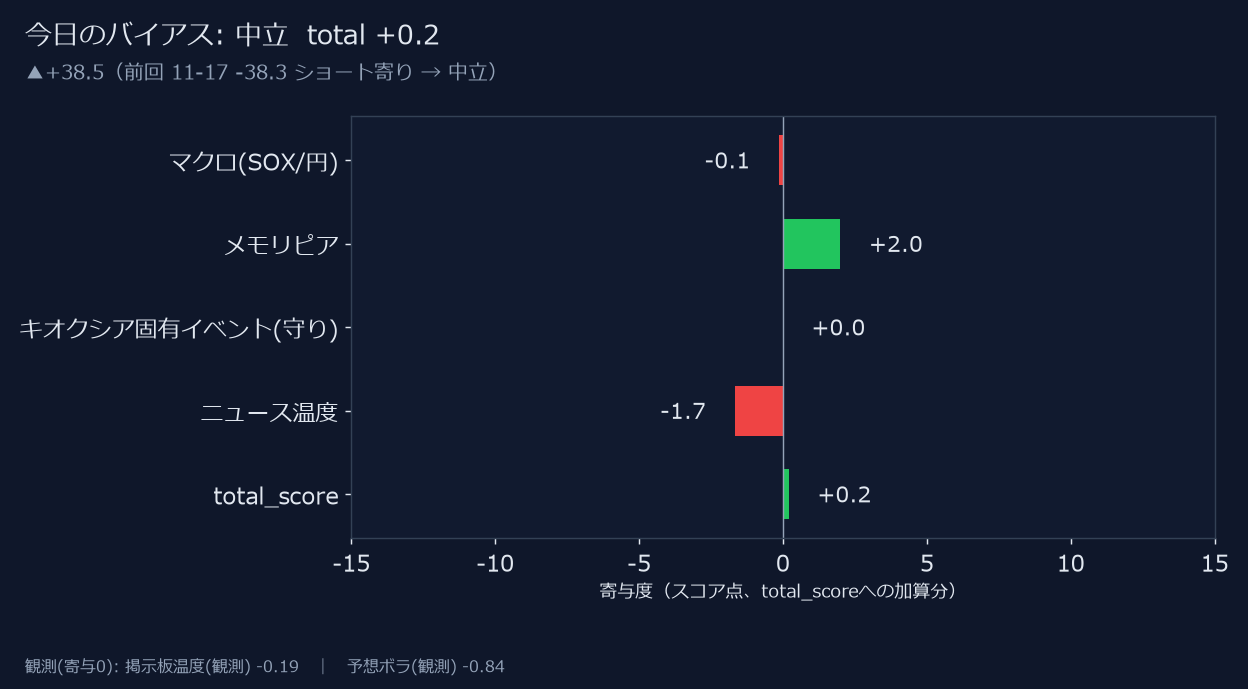 今日のバイアス: 中立  total +0.2
▲+38.5（前回 11-17 -38.3 ショート寄り → 中立）
マクロ(SOX/円)
-0.1
メモリピア
+2.0
キオクシア固有イベント(守り)
+0.0
ニュース温度
-1.7
total_score
+0.2
-15 -10 -5 0 5 10 15
寄与度（スコア点、total_scoreへの加算分）
観測(寄与0): 掲示板温度(観測) -0.19 ｜ 予想ボラ(観測) -0.84